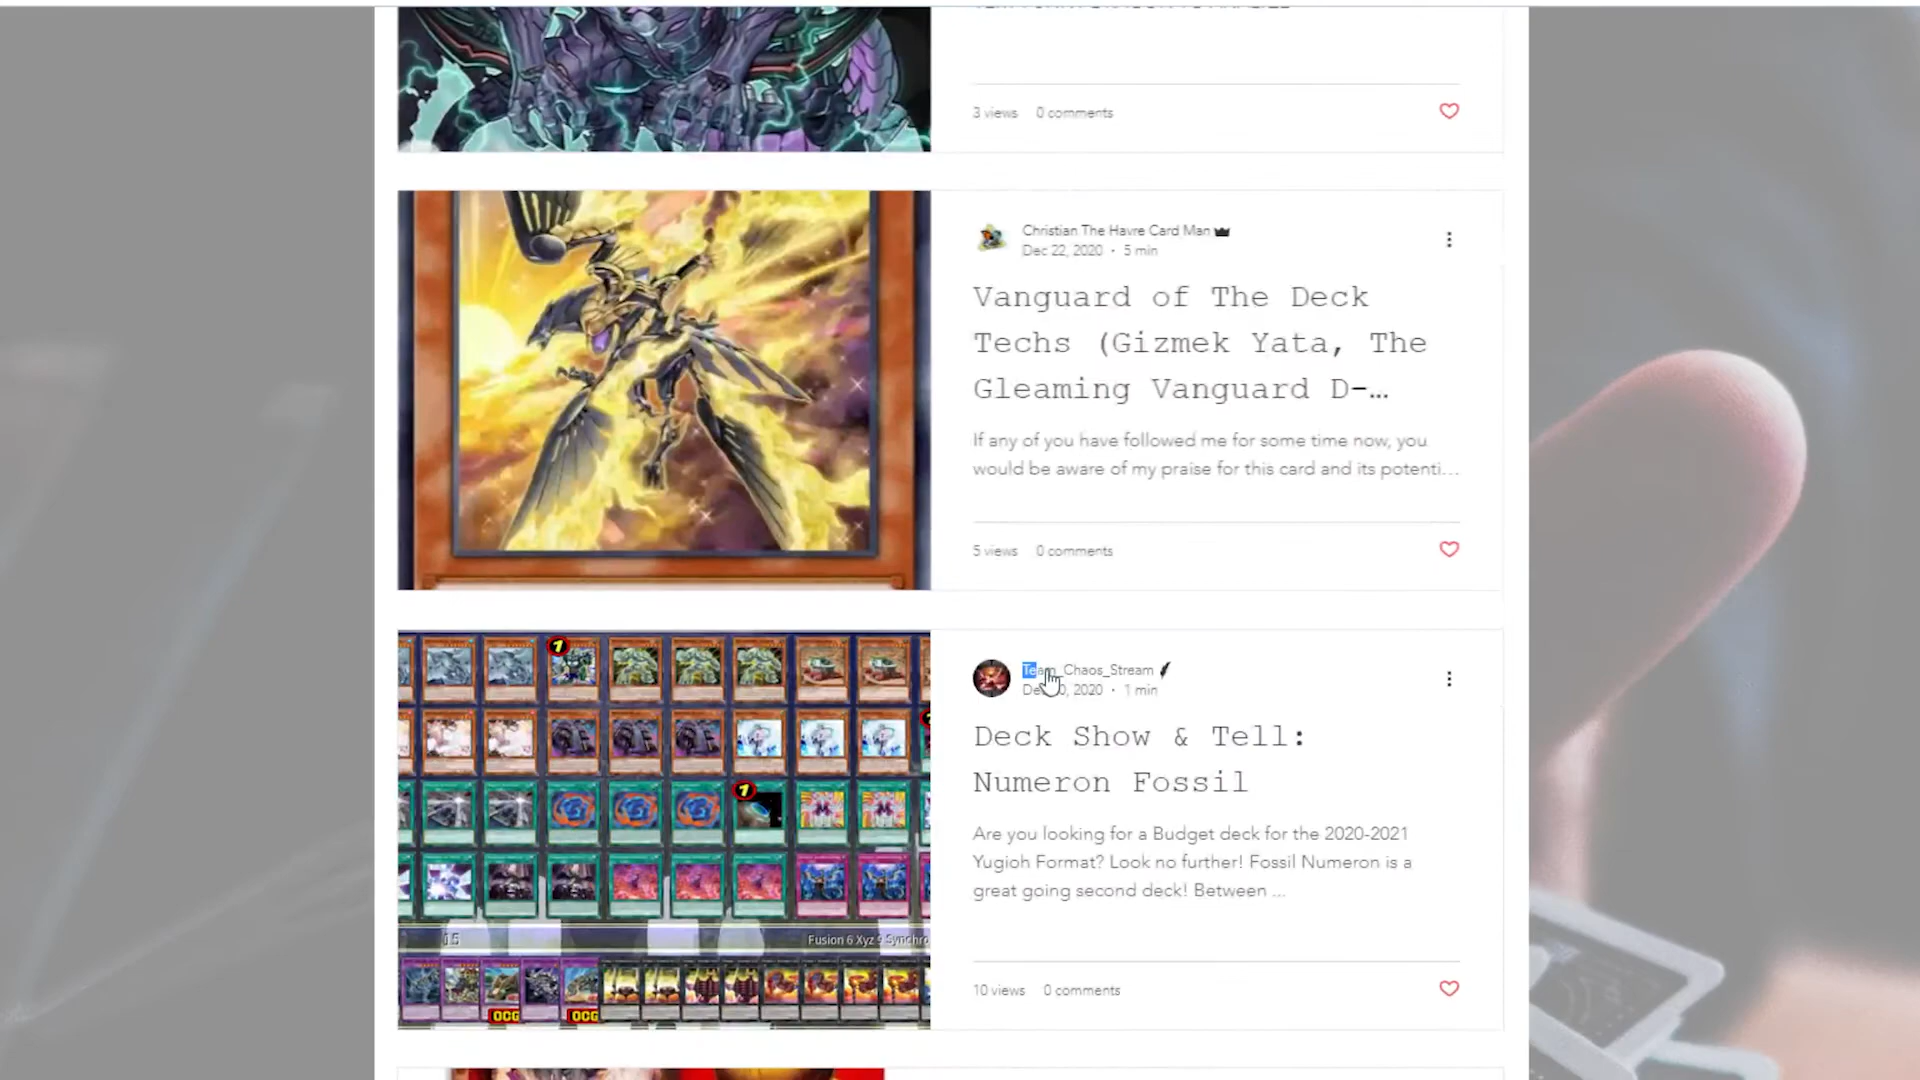 3 views 0 comments
Christian The Havre Card Man
Dec 22, 2020 · 5 min
Vanguard of The Deck
Techs (Gizmek Yata, The
Gleaming Vanguard D-...
If any of you have followed me for some time now, you
would be aware of my praise for this card and its potenti...
5 views 0 comments
1
Team_Chaos_Stream
2020 · 1 min
Deck Show & Tell:
Numeron Fossil
1
Are you looking for a Budget deck for the 2020-2021
Yugioh Format? Look no further! Fossil Numeron is a
great going second deck! Between ...
15
Fusion 6 Xyz 9 Synchro
OCG OCG
10 views 0 comments